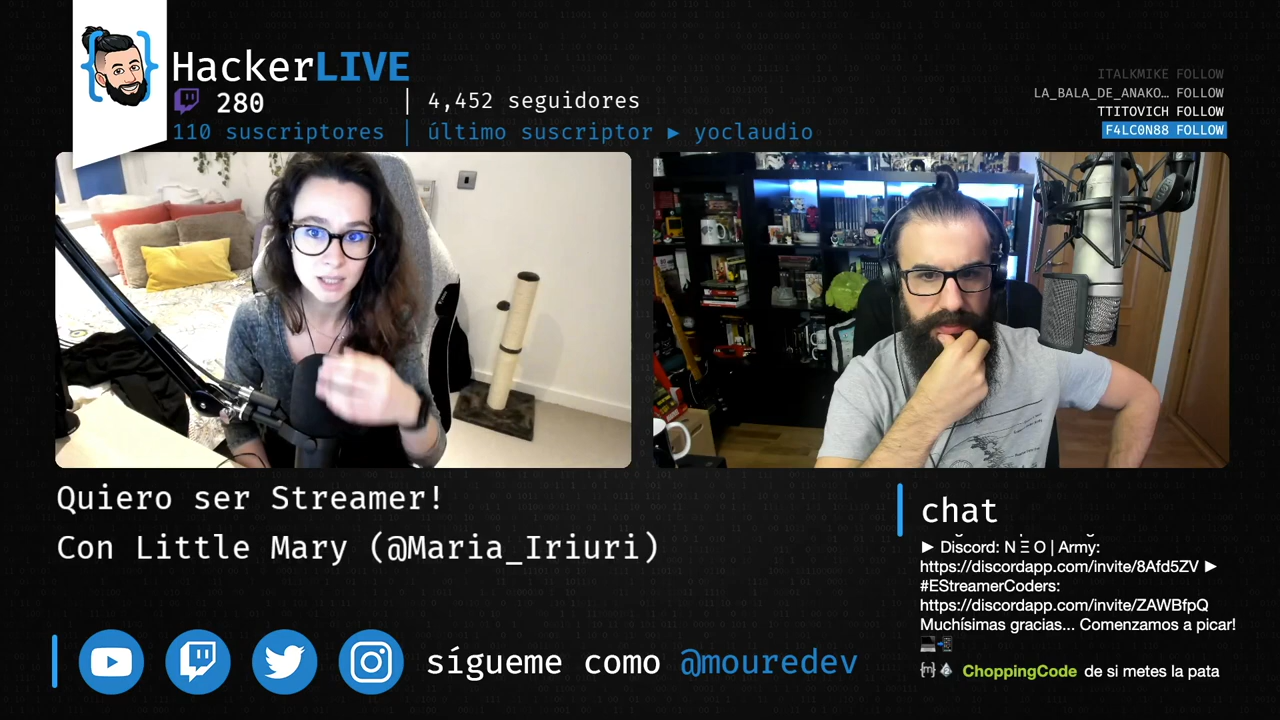 HackerLIVE
280 | 4,452 seguidores
110 suscriptores | último suscriptor ▶ yoclaudio
ITALKMIKE FOLLOW
LA_BALA_DE_ANAKO… FOLLOW
TTITOVICH FOLLOW
F4LC0N88 FOLLOW
Quiero ser Streamer!
Con Little Mary (@Maria_Iriuri)
chat
▶ Discord: N Ξ O | Army:
https://discordapp.com/invite/8Afd5ZV ▶
#EStreamerCoders:
https://discordapp.com/invite/ZAWBfpQ
Muchísimas gracias... Comenzamos a picar!
ChoppingCode de si metes la pata
sígueme como @mouredev